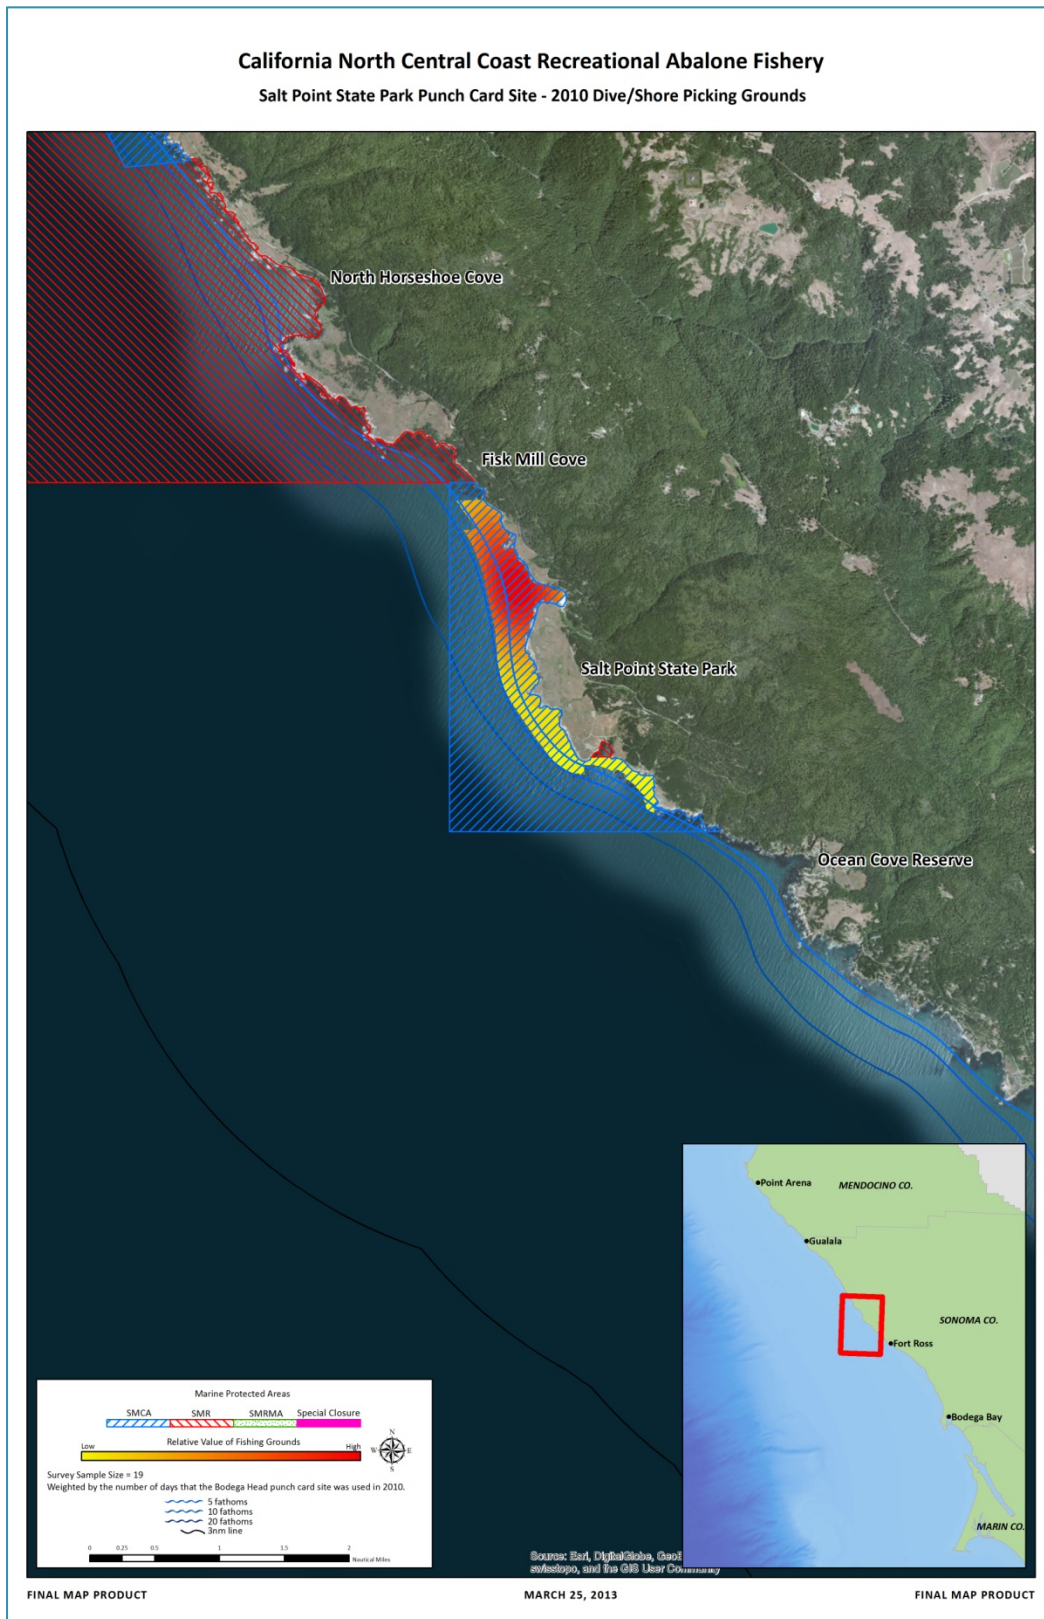 California North Central Coast Recreational Abalone Fishery
Salt Point State Park Punch Card Site - 2010 Dive/Shore Picking Grounds
North Horseshoe Cove
Fisk Mill Cove
Salt Point State Park
Ocean Cove Reserve
Point Arena
MENDOCINO CO.
Gualala
SONOMA CO.
Fort Ross
Bodega Bay
MARIN CO.
Marine Protected Areas
SMCA SMR SMRMA Special Closure
Relative Value of Fishing Grounds
Low High
N
W E
S
Survey Sample Size = 19
Weighted by the number of days that the Bodega Head punch card site was used in 2010.
5 fathoms
10 fathoms
20 fathoms
3nm line
0 0.25 0.5 1 1.5 2
Nautical Miles
Source: Esri, DigitalGlobe, GeoE
swisstopo, and the GIS User Community
FINAL MAP PRODUCT MARCH 25, 2013 FINAL MAP PRODUCT